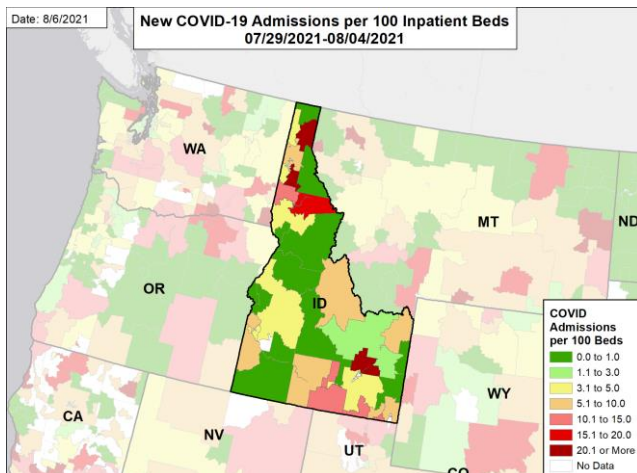 Date: 8/6/2021
New COVID-19 Admissions per 100 Inpatient Beds
07/29/2021-08/04/2021
WA
MT
ND
OR
ID
WY
CA
NV
UT
CO
COVID
Admissions
per 100 Beds
0.0 to 1.0
1.1 to 3.0
3.1 to 5.0
5.1 to 10.0
10.1 to 15.0
15.1 to 20.0
20.1 or More
No Data